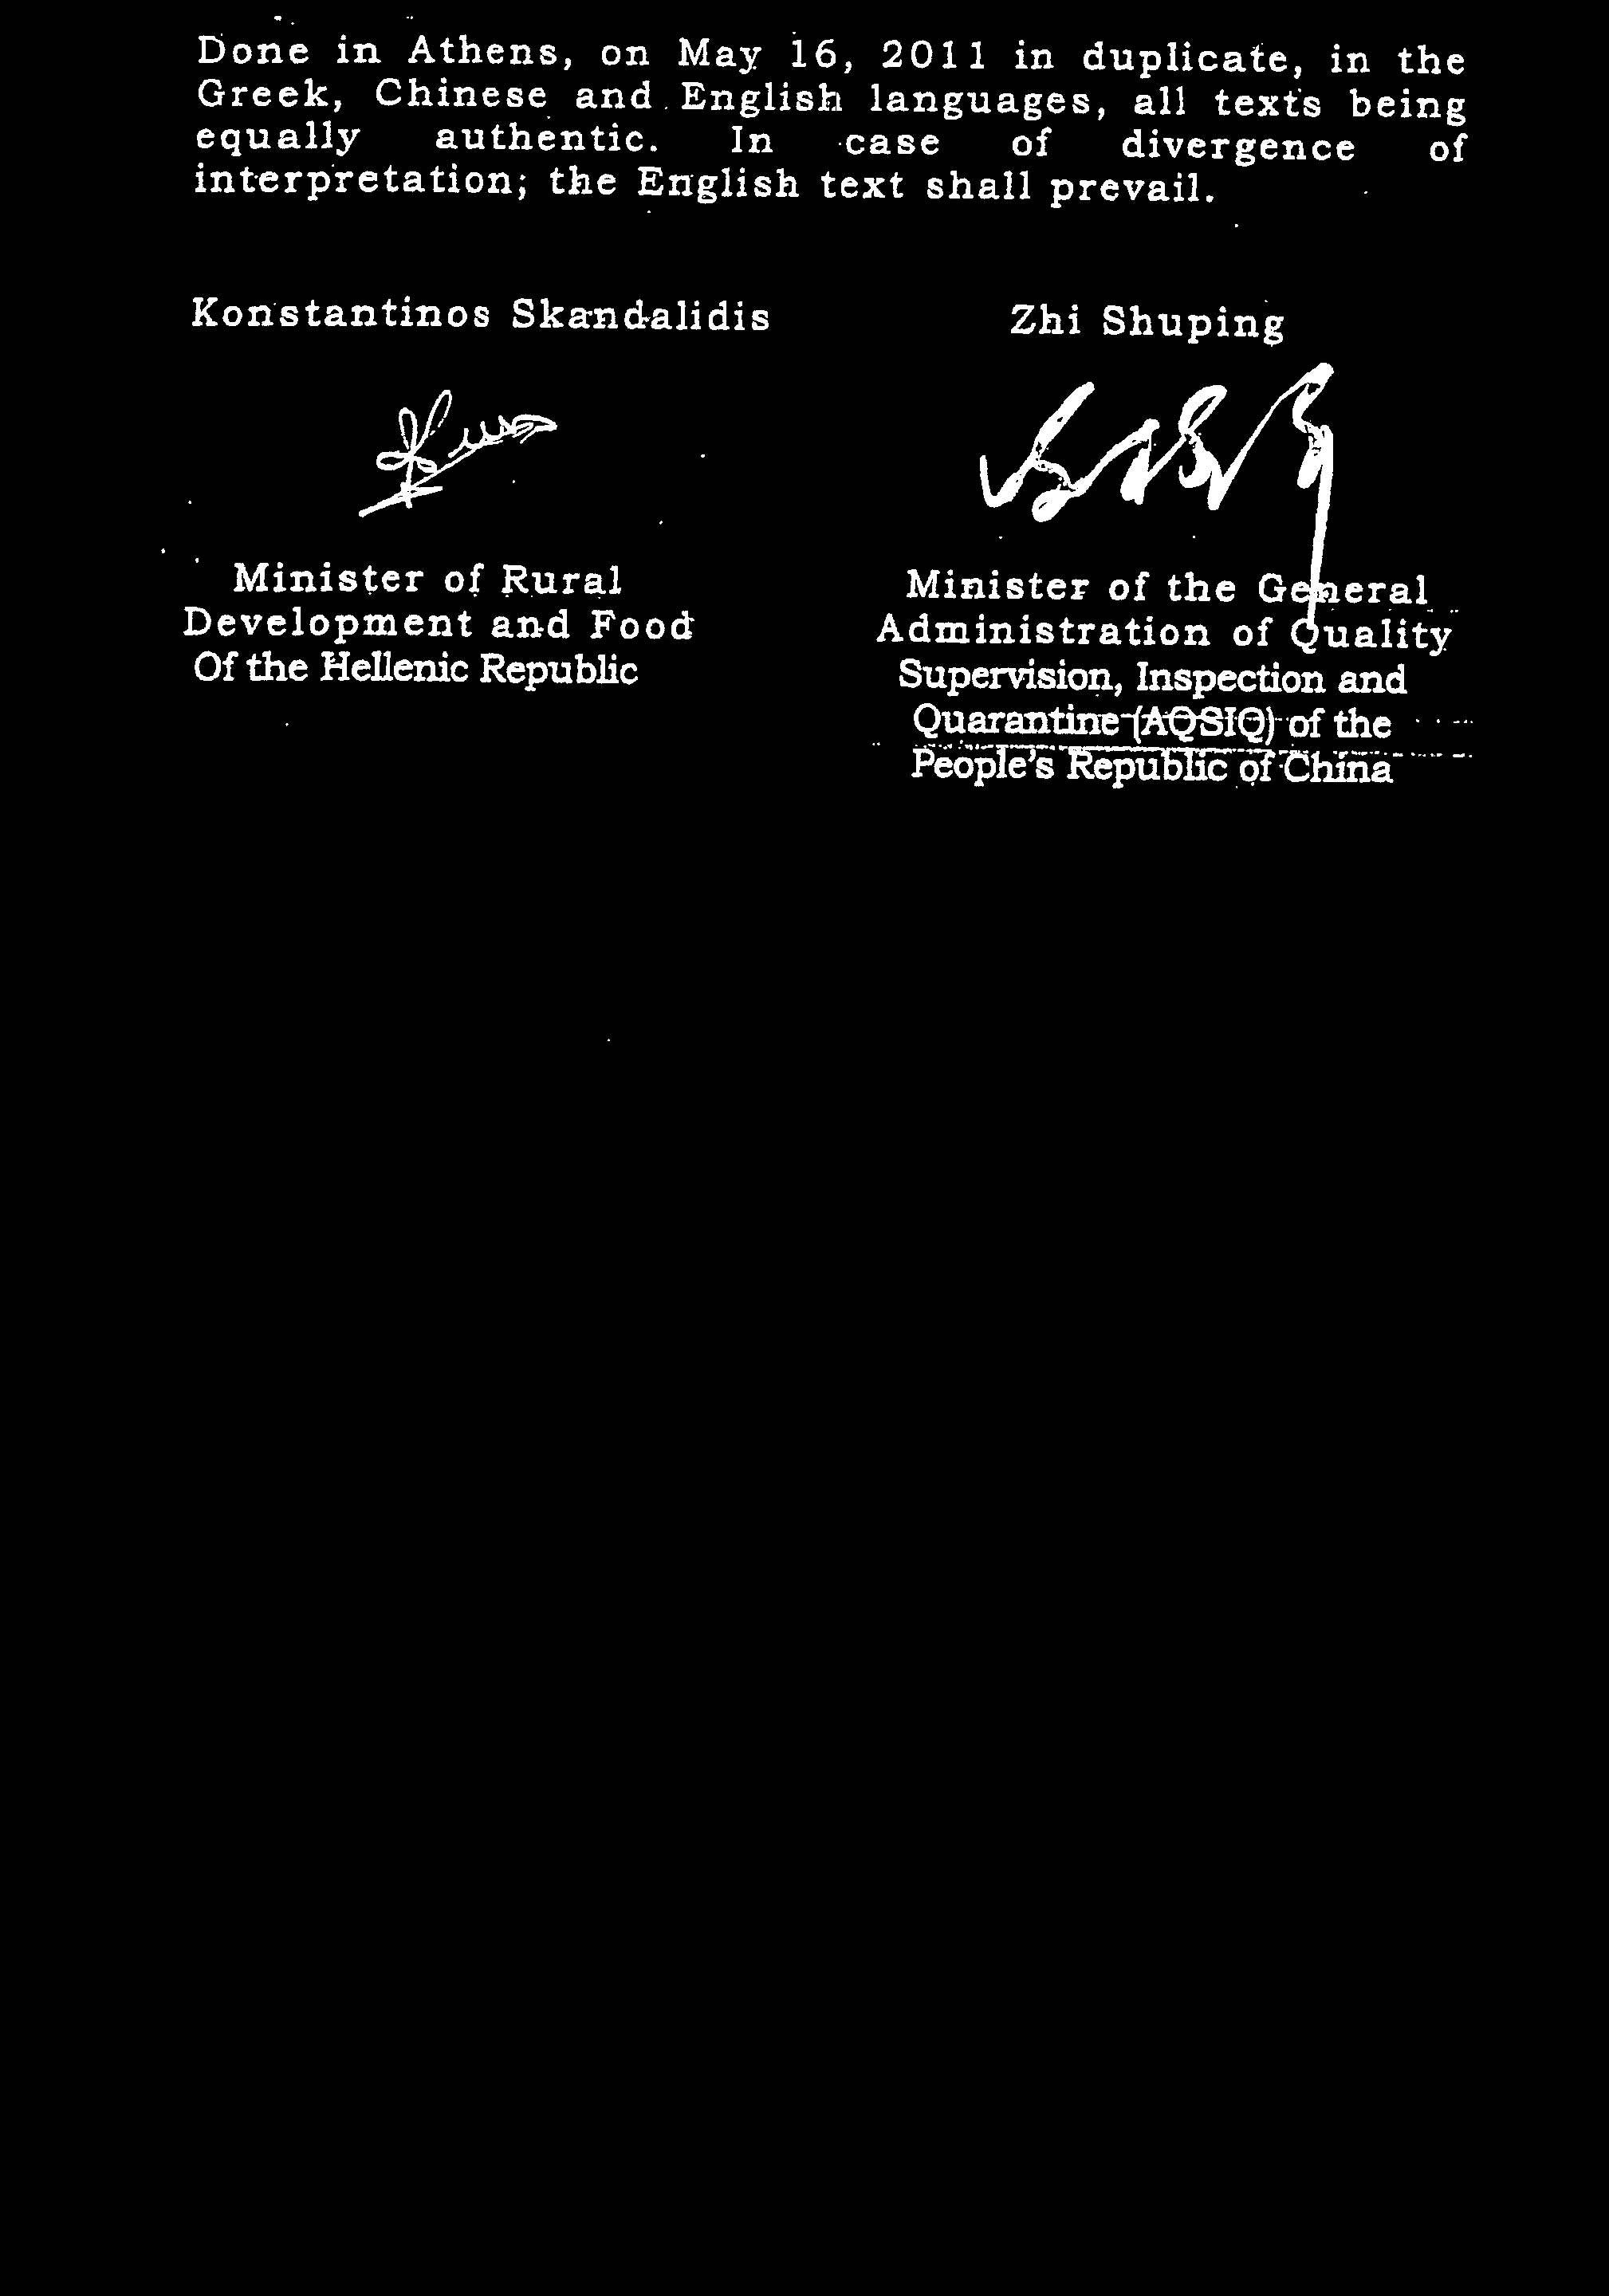 Done in Athens, on May 16, 2011 in duplicate, in the
Greek, Chinese and English languages, all texts being
equally authentic. In case of divergence of
interpretation; the English text shall prevail.
Konstantinos Skandalidis
Zhi Shuping
Minister of Rural
Development and Food
Of the Hellenic Republic
Minister of the General
Administration of Quality
Supervision, Inspection and
Quarantine (AQSIQ) of the
People's Republic of China